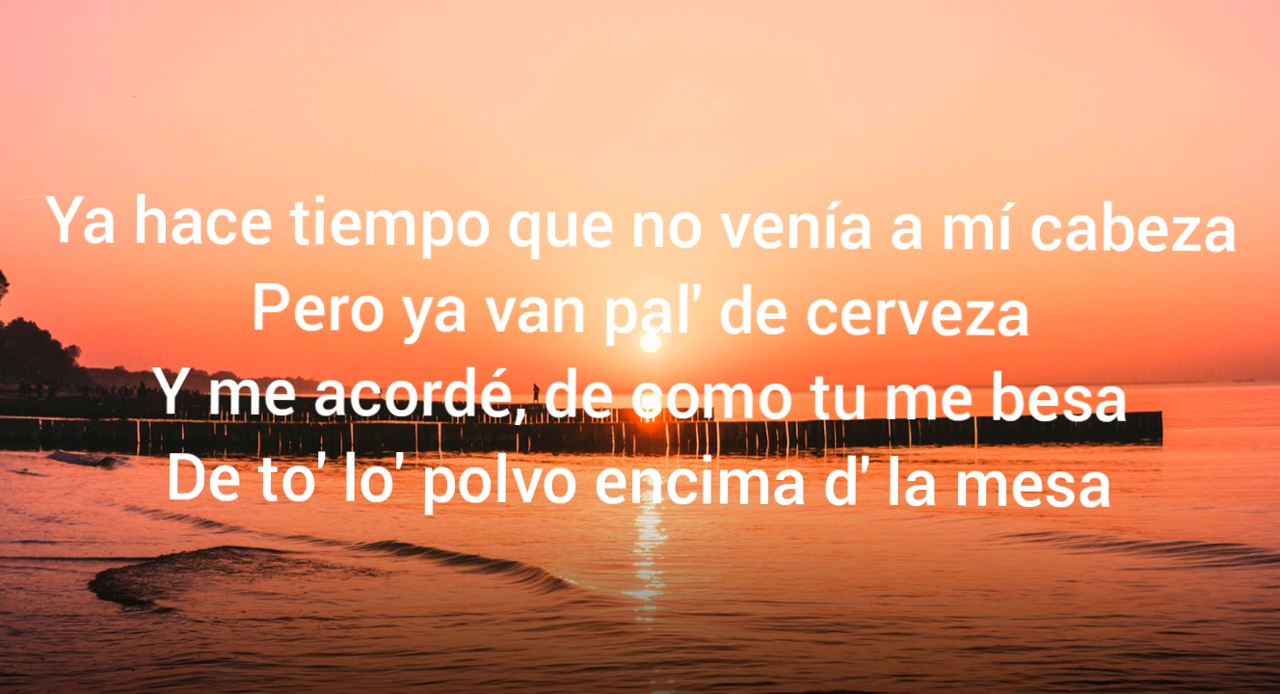 Ya hace tiempo que no venía a mí cabeza
Pero ya van pal' de cerveza
Y me acordé, de como tu me besa
De to' lo' polvo encima d' la mesa